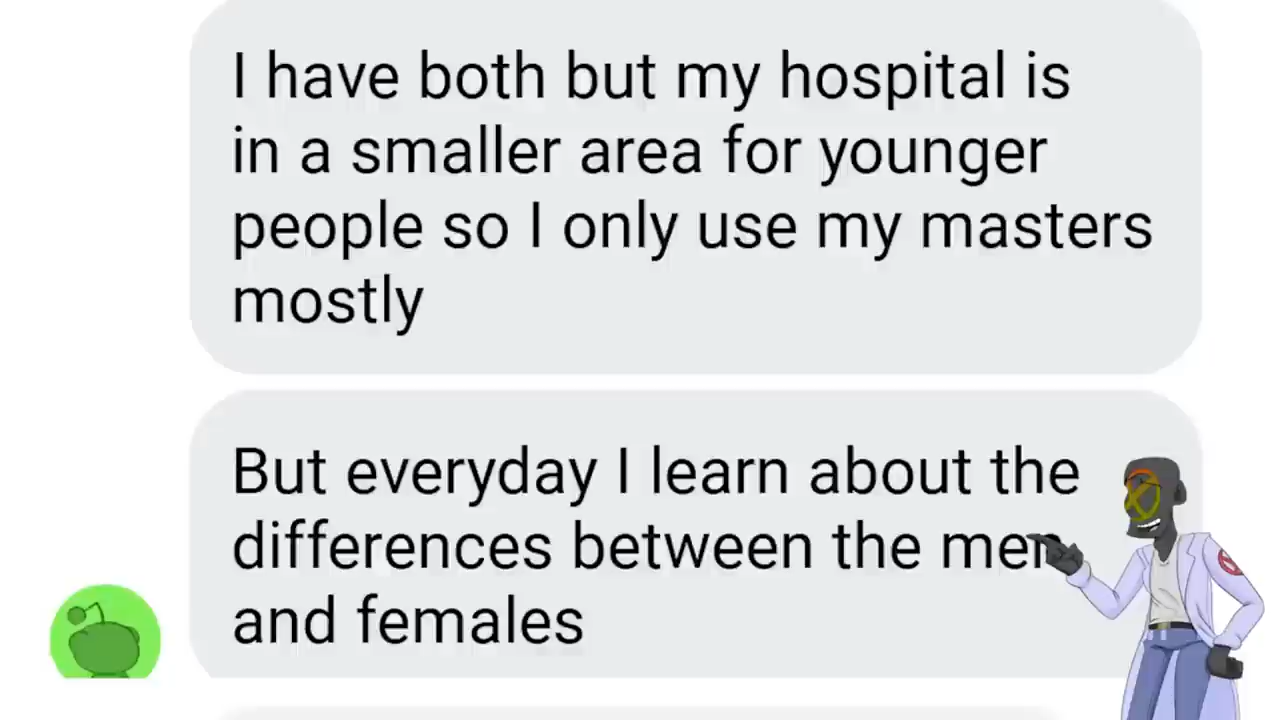 I have both but my hospital is
in a smaller area for younger
people so I only use my masters
mostly
But everyday I learn about the
differences between the men
and females